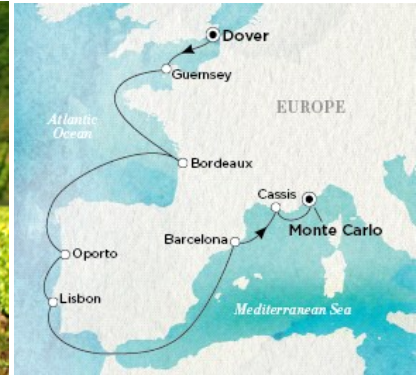 Dover
Guernsey
EUROPE
Atlantic
Ocean
Bordeaux
Cassis
Monte Carlo
Barcelona
Oporto
Lisbon
Mediterranean Sea